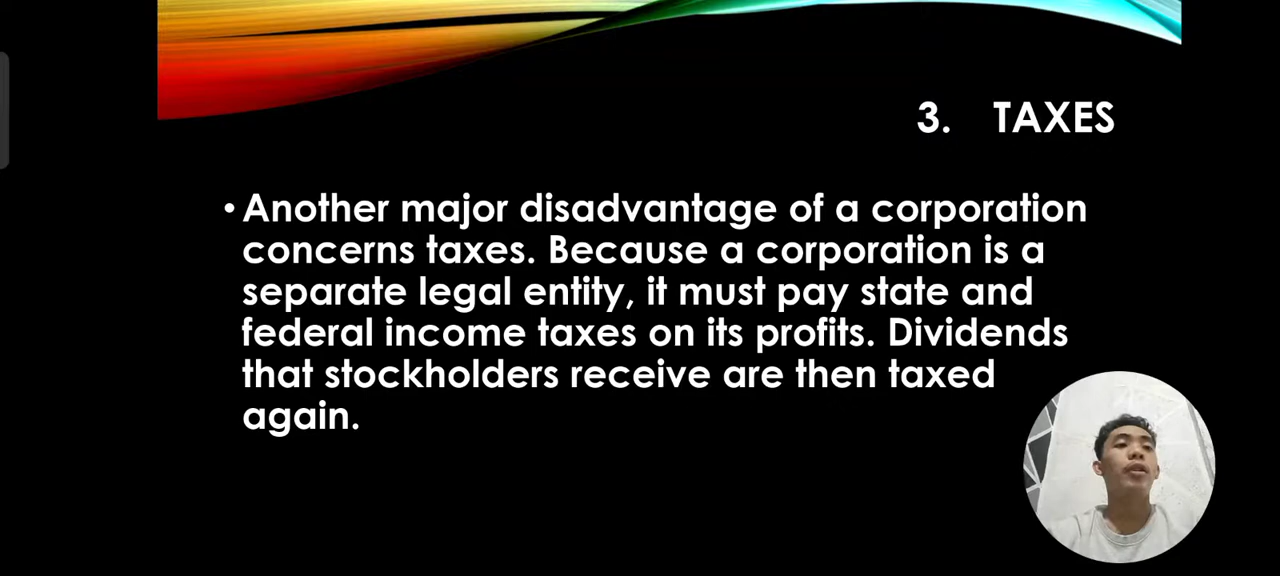 3. TAXES
• Another major disadvantage of a corporation
concerns taxes. Because a corporation is a
separate legal entity, it must pay state and
federal income taxes on its profits. Dividends
that stockholders receive are then taxed
again.